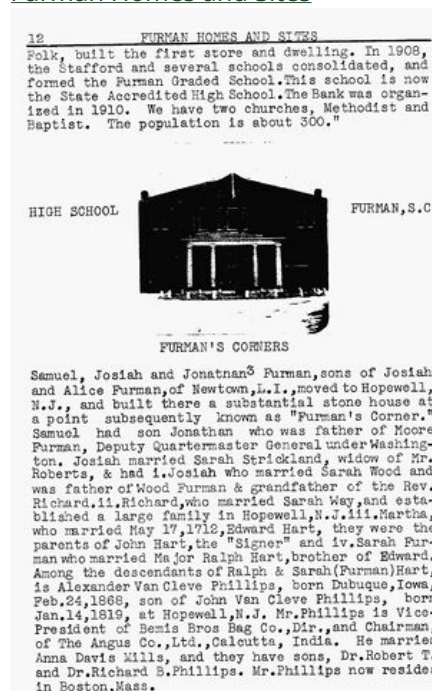 Furman Homes and Sites
12 FURMAN HOMES AND SITES
Folk, built the first store and dwelling. In 1908,
the Stafford and several schools consolidated, and
formed the Furman Graded School.This school is now
the State Accredited High School.The Bank was organ-
ized in 1910. We have two churches, Methodist and
Baptist. The population is about 300."
HIGH SCHOOL FURMAN,S.C
FURMAN'S CORNERS
Samuel, Josiah and Jonatnan3 Furman,sons of Josiah
and Alice Furman,of Newtown,L.I.,moved to Hopewell,
N.J., and built there a substantial stone house at
a point subsequently known as "Furman's Corner."
Samuel had son Jonathan who was father of Moore
Furman, Deputy Quartermaster General under Washing-
ton. Josiah married Sarah Strickland, widow of Mr.
Roberts, & had i.Josiah who married Sarah Wood and
was father of Wood Furman & grandfather of the Rev.
Richard.ii.Richard,who married Sarah Way,and esta-
blished a large family in Hopewell,N.J.iii.Martha,
who married May 17,1712,Edward Hart, they were the
parents of John Hart,the "Signer" and iv.Sarah Fur-
man who married Major Ralph Hart,brother of Edward.
Among the descendants of Ralph & Sarah(Furman)Hart,
is Alexander Van Cleve Phillips, born Dubuque,Iowa,
Feb.24,1868, son of John Van Cleve Phillips, born
Jan.14,1819, at Hopewell,N.J. Mr.Phillips is Vice-
President of Bemis Bros Bag Co.,Dir.,and Chairman
of The Angus Co.,Ltd.,Calcutta, India. He married
Anna Davis Mills, and they have sons, Dr.Robert T.
and Dr.Richard B.Phillips. Mr.Phillips now resides
in Boston.Mass.